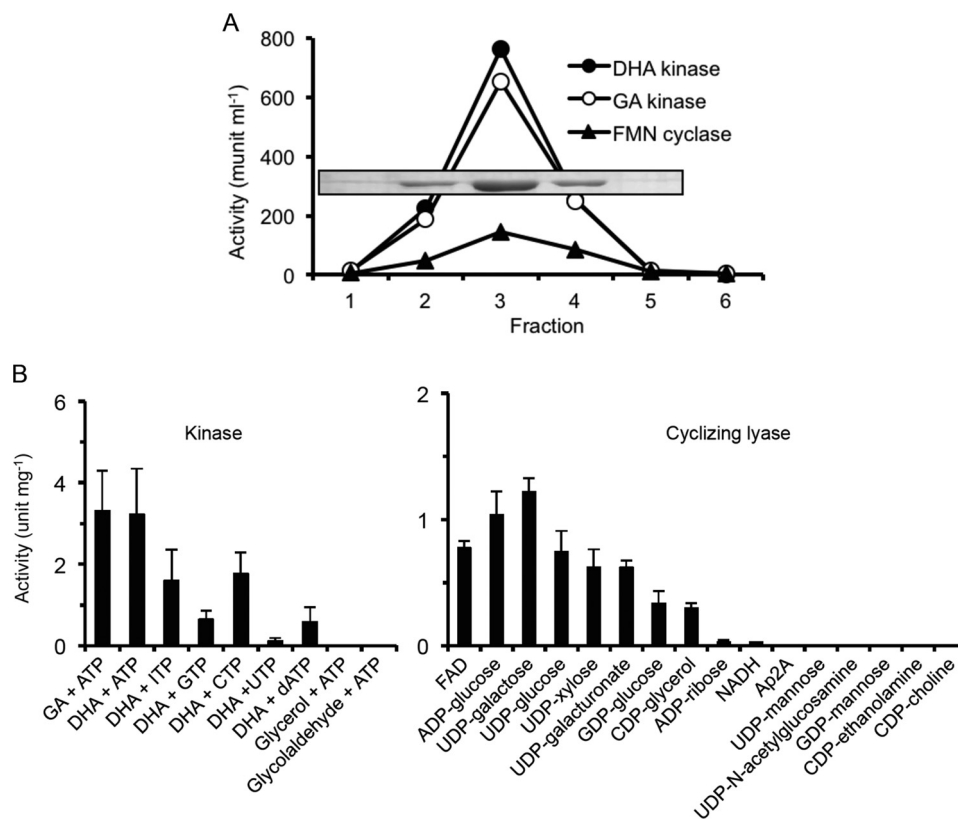 A
800
600
400
200
0
Activity (munit ml-1)
DHA kinase
GA kinase
FMN cyclase
1 2 3 4 5 6
Fraction
B
6
4
2
0
Activity (unit mg-1)
Kinase
GA + ATP
DHA + ATP
DHA + ITP
DHA + GTP
DHA + CTP
DHA +UTP
DHA + dATP
Glycerol + ATP
Glycolaldehyde + ATP
2
1
0
Cyclizing lyase
FAD
ADP-glucose
UDP-galactose
UDP-glucose
UDP-xylose
UDP-galacturonate
GDP-glucose
CDP-glycerol
ADP-ribose
NADH
Ap2A
UDP-mannose
UDP-N-acetylglucosamine
GDP-mannose
CDP-ethanolamine
CDP-choline